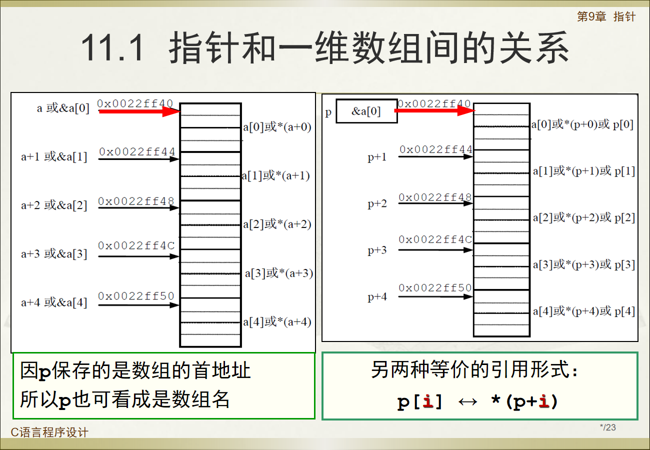 第9章 指针
11.1 指针和一维数组间的关系
a 或&a[0] 0x0022ff40
a[0]或*(a+0)
a+1 或&a[1] 0x0022ff44
a[1]或*(a+1)
a+2 或&a[2] 0x0022ff48
a[2]或*(a+2)
a+3 或&a[3] 0x0022ff4C
a[3]或*(a+3)
a+4 或&a[4] 0x0022ff50
a[4]或*(a+4)
p &a[0] 0x0022ff40
a[0]或*(p+0)或 p[0]
p+1 0x0022ff44
a[1]或*(p+1)或 p[1]
p+2 0x0022ff48
a[2]或*(p+2)或 p[2]
p+3 0x0022ff4C
a[3]或*(p+3)或 p[3]
p+4 0x0022ff50
a[4]或*(p+4)或 p[4]
因p保存的是数组的首地址
所以p也可看成是数组名
另两种等价的引用形式：
p[i] ↔ *(p+i)
C语言程序设计
*/23